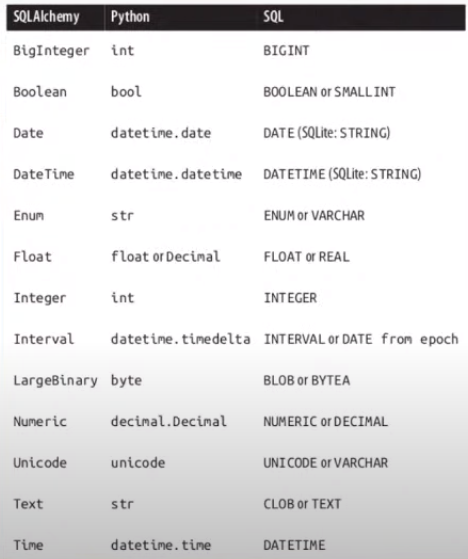 SQLAlchemy Python SQL
BigInteger int BIGINT
Boolean bool BOOLEAN or SMALLINT
Date datetime.date DATE (SQLite: STRING)
DateTime datetime.datetime DATETIME (SQLite: STRING)
Enum str ENUM or VARCHAR
Float float or Decimal FLOAT or REAL
Integer int INTEGER
Interval datetime.timedelta INTERVAL or DATE from epoch
LargeBinary byte BLOB or BYTEA
Numeric decimal.Decimal NUMERIC or DECIMAL
Unicode unicode UNICODE or VARCHAR
Text str CLOB or TEXT
Time datetime.time DATETIME